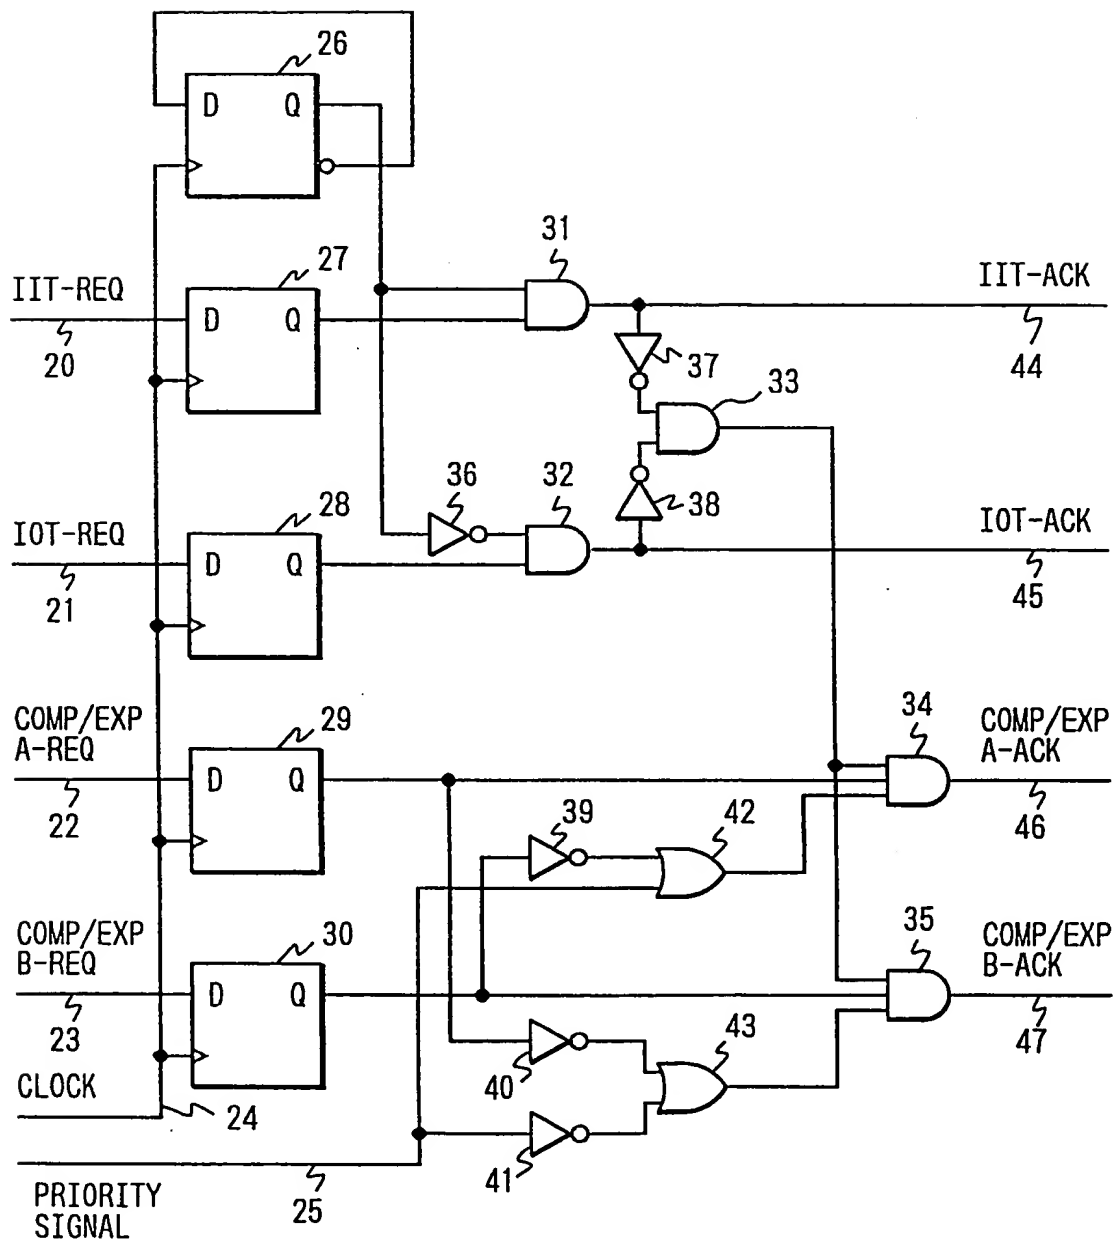 26
D Q
27
IIT-REQ
D Q
20
31
IIT-ACK
44
37
33
36
32
38
28
IOT-REQ
D Q
21
IOT-ACK
45
COMP/EXP
A-REQ
29
D Q
22
34
COMP/EXP
A-ACK
46
39
42
COMP/EXP
B-REQ
30
D Q
23
35
COMP/EXP
B-ACK
47
40
43
41
CLOCK
24
PRIORITY
SIGNAL
25